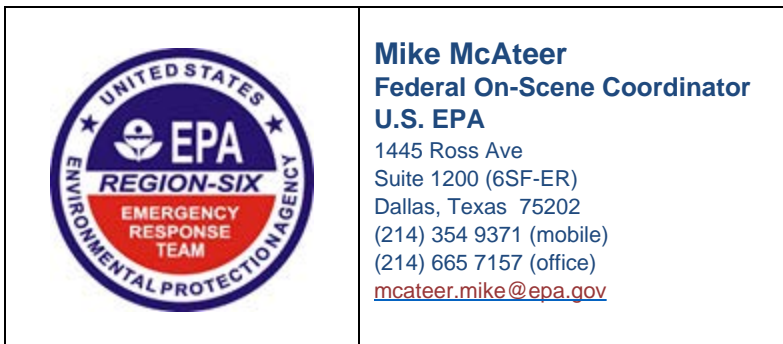 UNITED STATES
EPA
REGION-SIX
EMERGENCY
RESPONSE
TEAM
ENVIRONMENTAL PROTECTION AGENCY
Mike McAteer
Federal On-Scene Coordinator
U.S. EPA
1445 Ross Ave
Suite 1200 (6SF-ER)
Dallas, Texas  75202
(214) 354 9371 (mobile)
(214) 665 7157 (office)
mcateer.mike@epa.gov